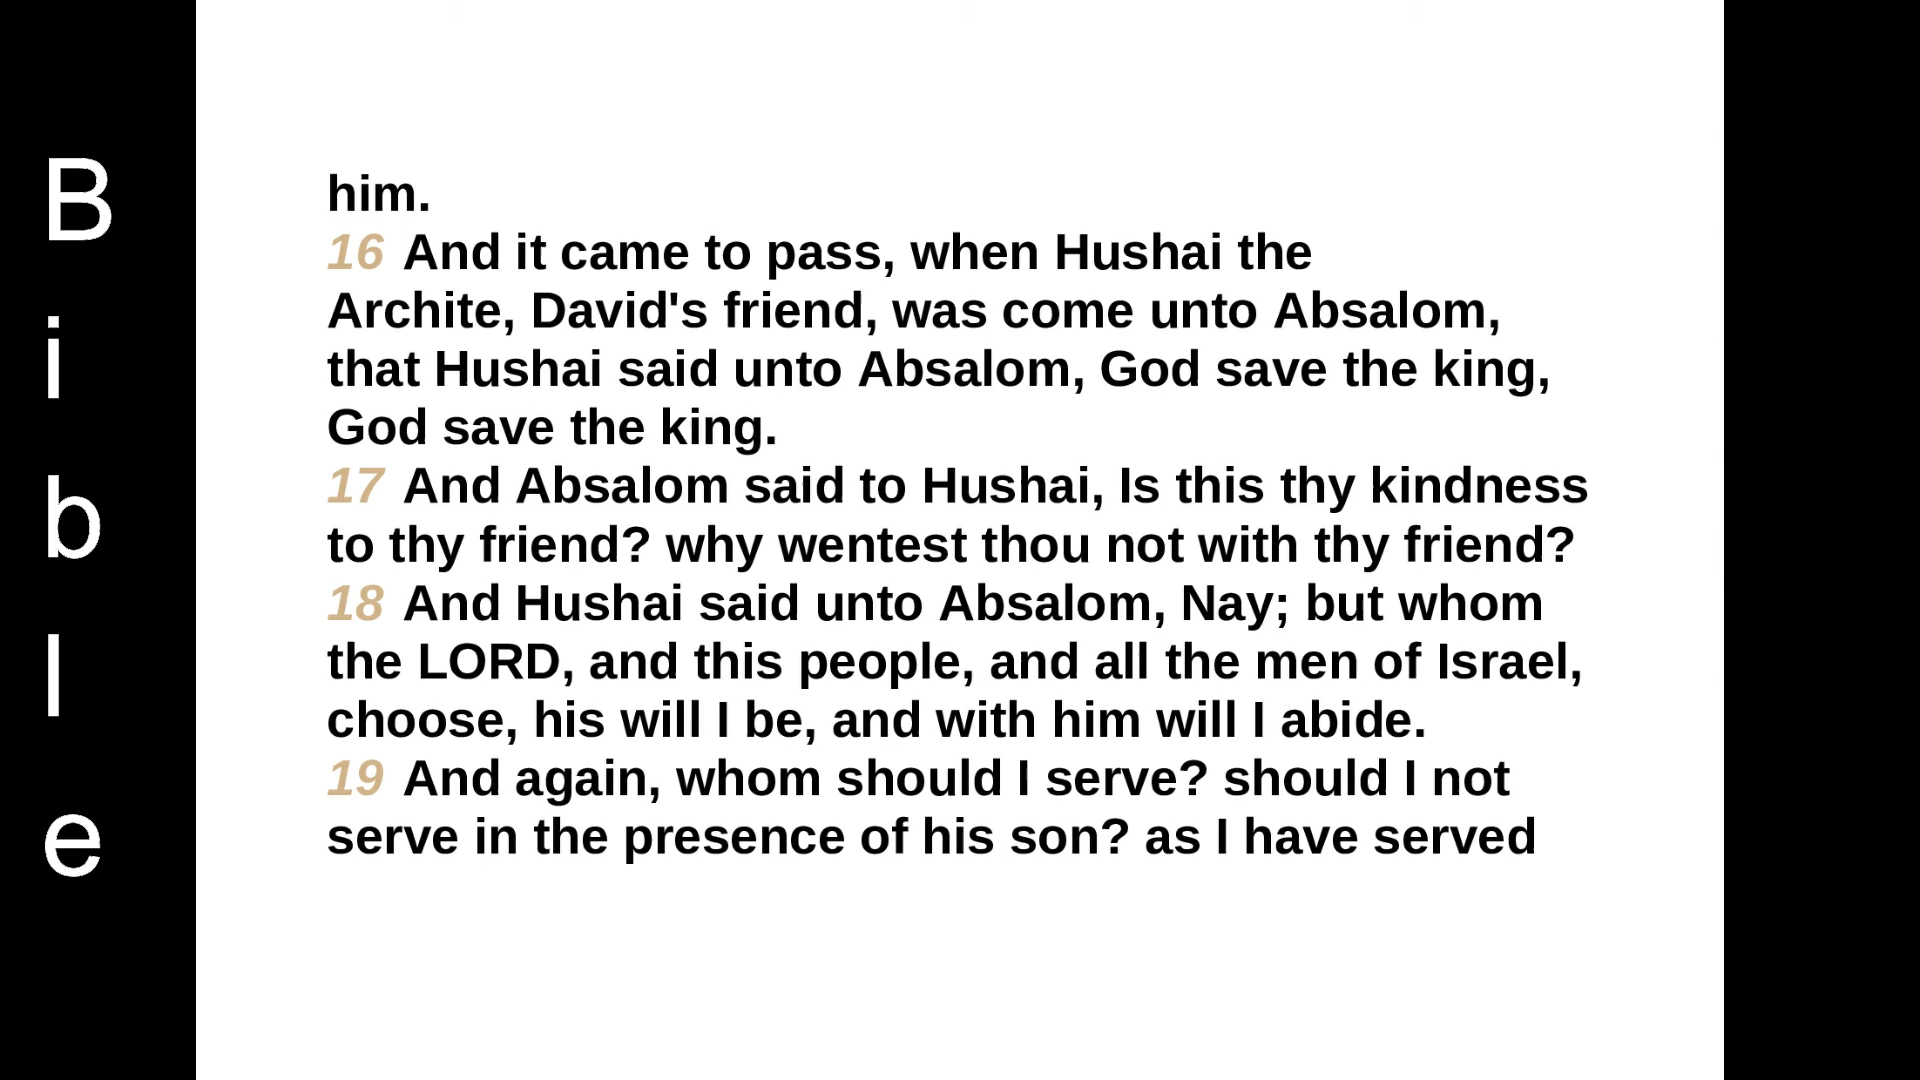 Bible
him.
16 And it came to pass, when Hushai the
Archite, David's friend, was come unto Absalom,
that Hushai said unto Absalom, God save the king,
God save the king.
17 And Absalom said to Hushai, Is this thy kindness
to thy friend? why wentest thou not with thy friend?
18 And Hushai said unto Absalom, Nay; but whom
the LORD, and this people, and all the men of Israel,
choose, his will I be, and with him will I abide.
19 And again, whom should I serve? should I not
serve in the presence of his son? as I have served